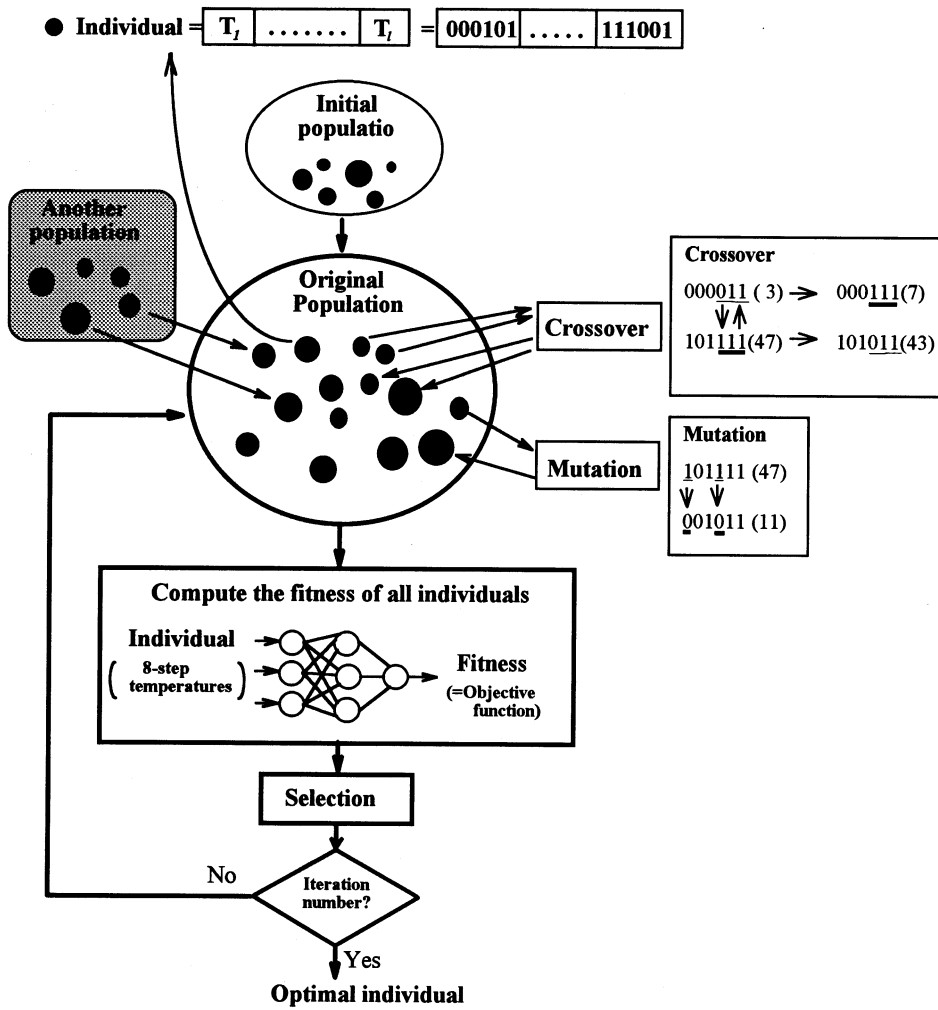 Individual = T1 ....... Tl = 000101 ..... 111001
Initial
populatio
Another
population
Original
Population
Crossover
Crossover
000011 ( 3) → 000111(7)
101111(47) → 101011(43)
Mutation
Mutation
101111 (47)
001011 (11)
Compute the fitness of all individuals
Individual
( 8-step
temperatures )
Fitness
(=Objective
function)
Selection
No
Iteration
number?
Yes
Optimal individual